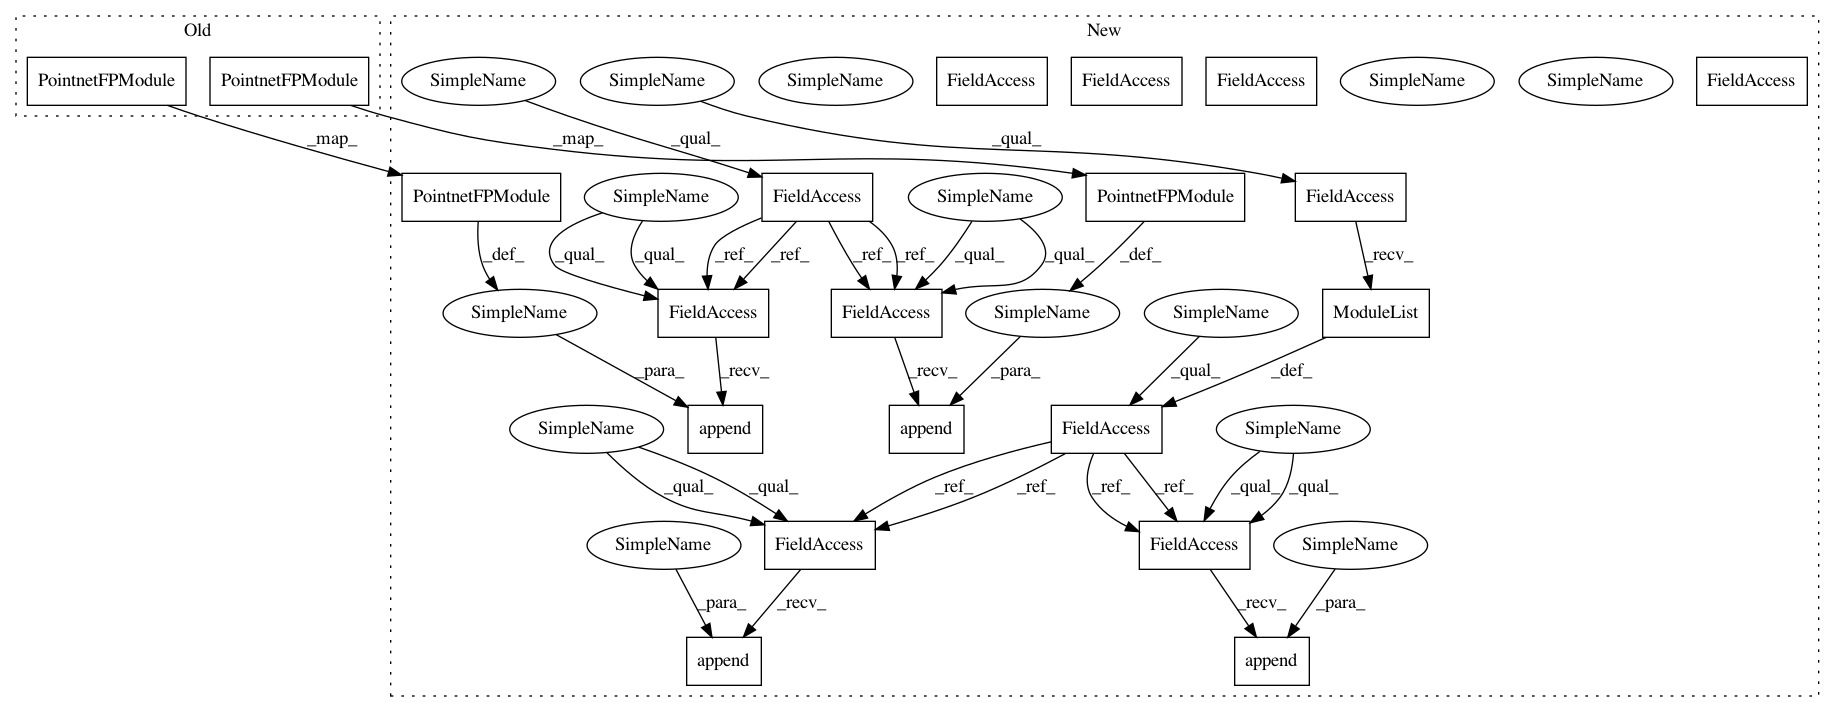 Old
New
PointnetFPModule
PointnetFPModule
SimpleName
SimpleName
SimpleName
FieldAccess
FieldAccess
FieldAccess
SimpleName
SimpleName
FieldAccess
_map_
_map_
_qual_
_qual_
PointnetFPModule
SimpleName
FieldAccess
SimpleName
PointnetFPModule
FieldAccess
_def_
_qual_
_qual_
_ref_
_ref_
_ref_
_ref_
_qual_
_qual_
_def_
_recv_
SimpleName
FieldAccess
FieldAccess
SimpleName
SimpleName
ModuleList
_para_
_recv_
_recv_
_para_
_qual_
_def_
SimpleName
append
append
FieldAccess
SimpleName
_qual_
_qual_
_ref_
_ref_
_ref_
_ref_
_qual_
_qual_
SimpleName
FieldAccess
FieldAccess
SimpleName
_para_
_recv_
_recv_
_para_
append
append